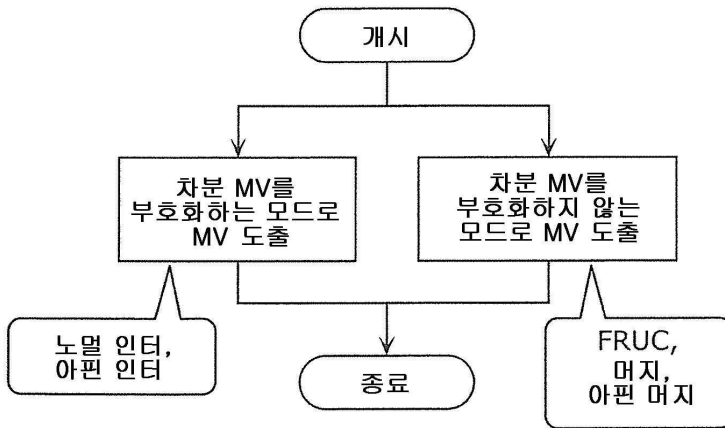 개시
차분 MV를
부호화하는 모드로
MV 도출
차분 MV를
부호화하지 않는
모드로 MV 도출
노멀 인터,
아핀 인터
FRUC,
머지,
아핀 머지
종료